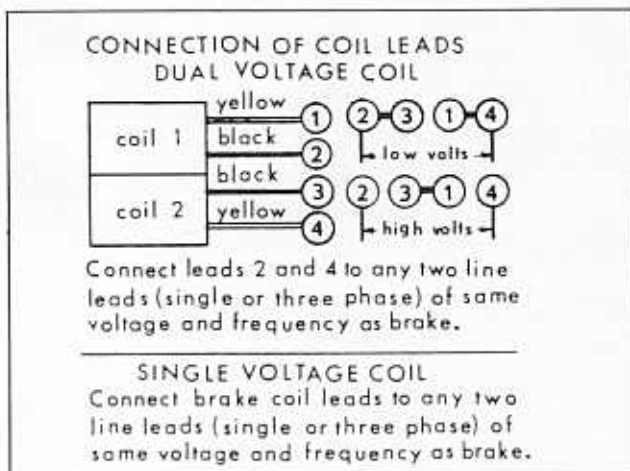 CONNECTION OF COIL LEADS
DUAL VOLTAGE COIL
coil 1
yellow
black
coil 2
black
yellow
1
2
3
4
2 3 1 4
low volts
2 3 1 4
high volts
Connect leads 2 and 4 to any two line
leads (single or three phase) of same
voltage and frequency as brake.
SINGLE VOLTAGE COIL
Connect brake coil leads to any two
line leads (single or three phase) of
same voltage and frequency as brake.